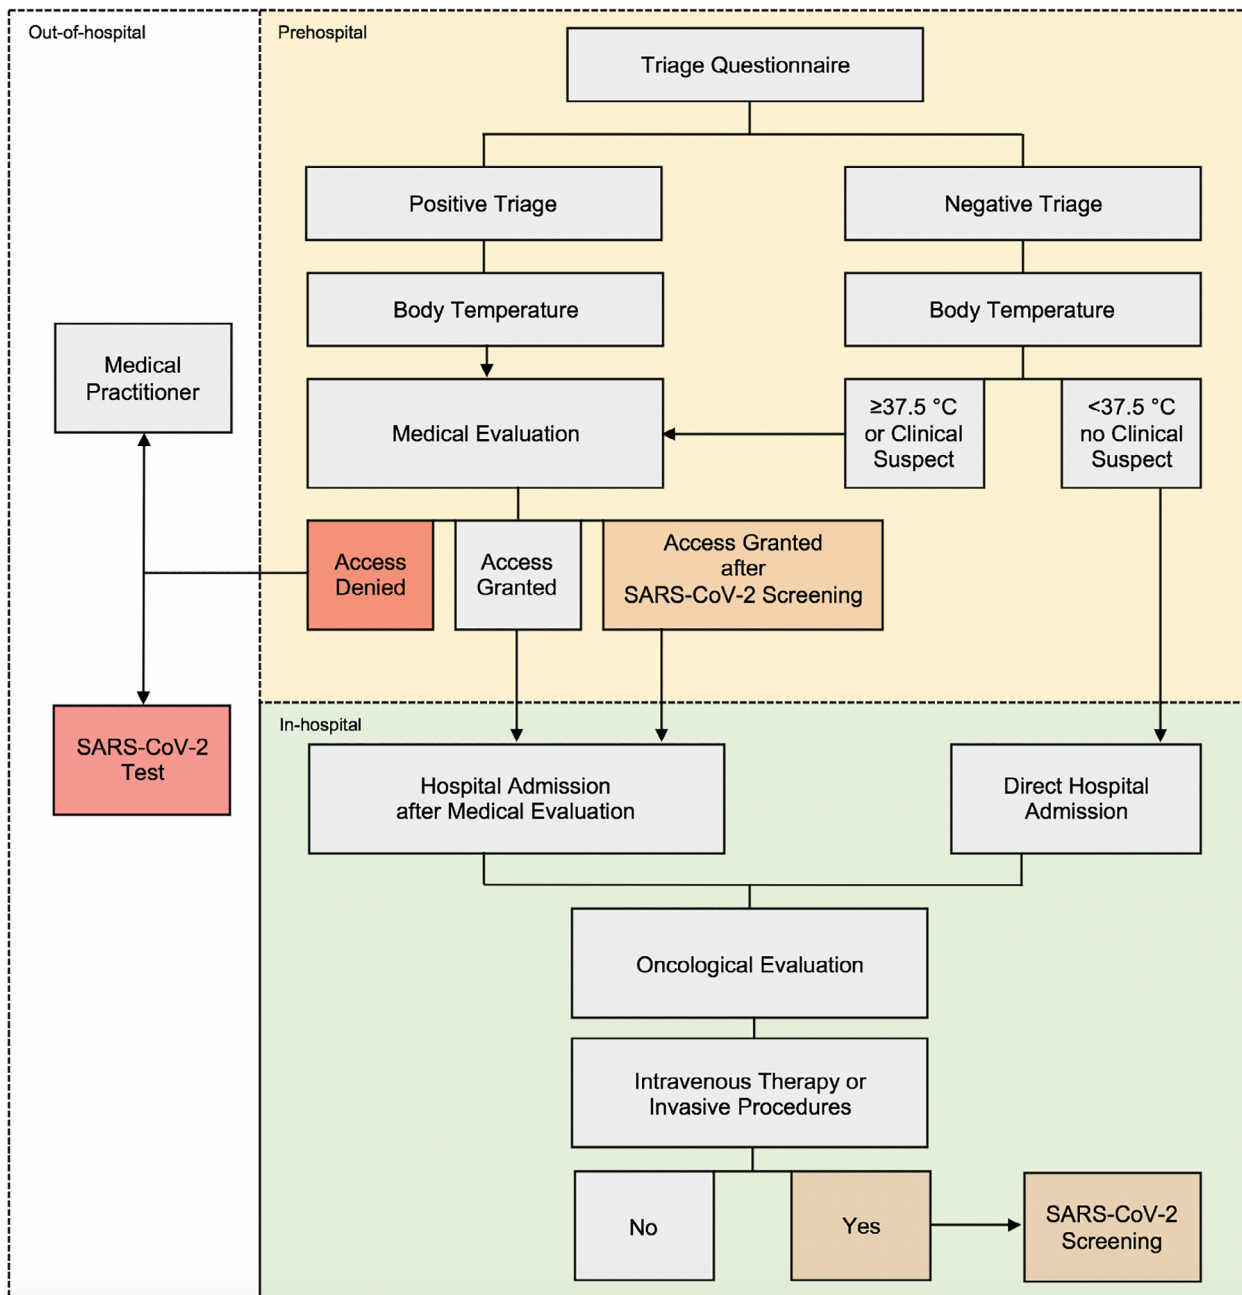 Out-of-hospital
Prehospital
Triage Questionnaire
Positive Triage
Negative Triage
Body Temperature
Body Temperature
Medical
Practitioner
Medical Evaluation
≥37.5 °C
or Clinical
Suspect
<37.5 °C
no Clinical
Suspect
Access
Denied
Access
Granted
Access Granted
after
SARS-CoV-2 Screening
SARS-CoV-2
Test
In-hospital
Hospital Admission
after Medical Evaluation
Direct Hospital
Admission
Oncological Evaluation
Intravenous Therapy or
Invasive Procedures
No
Yes
SARS-CoV-2
Screening